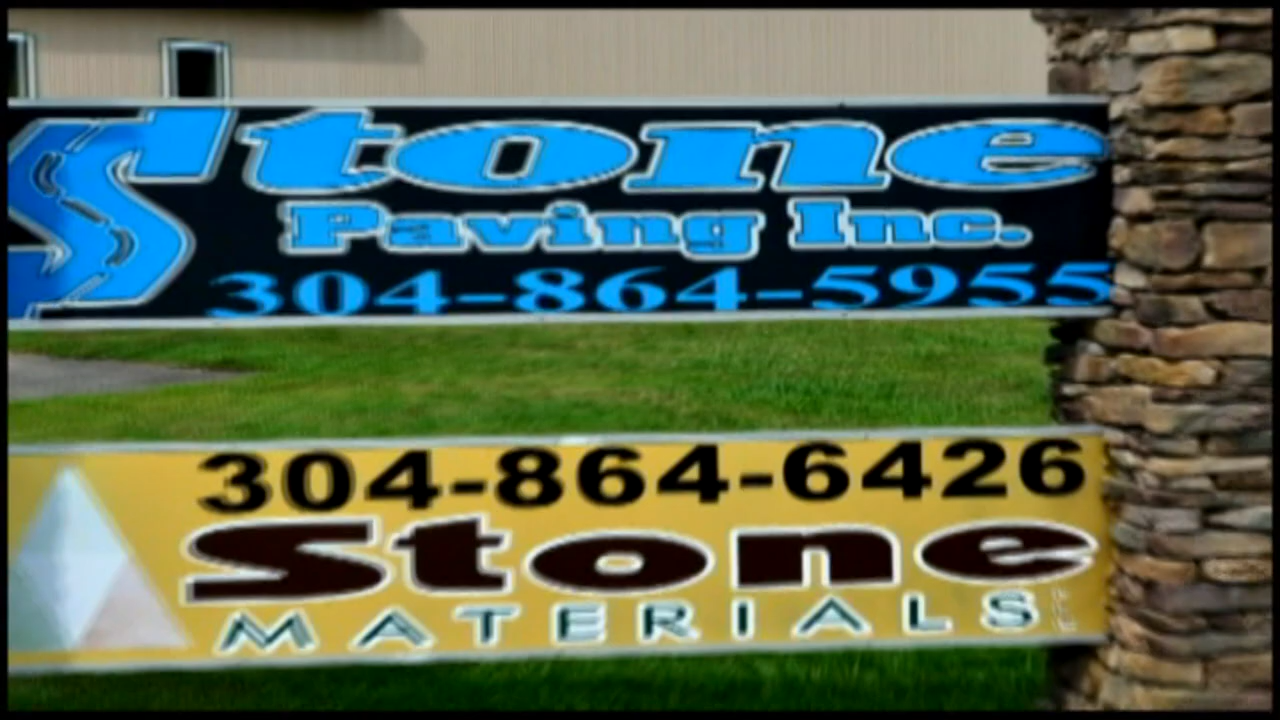 Stone
Paving Inc.
304-864-5955
304-864-6426
Stone
MATERIALS